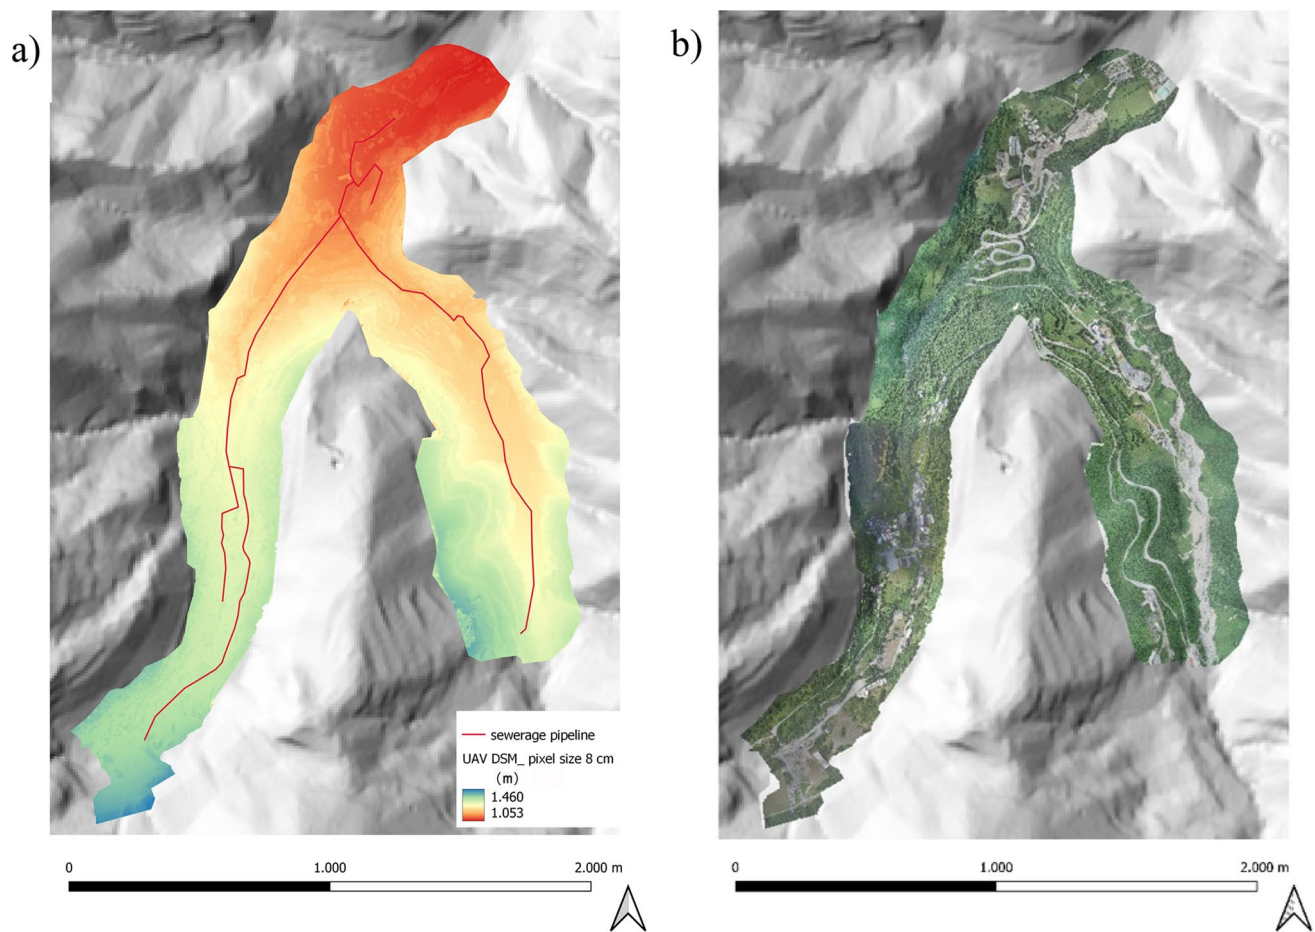 a)
b)
sewerage pipeline
UAV DSM_ pixel size 8 cm
(m)
1.460
1.053
0 1.000 2.000 m
0 1.000 2.000 m